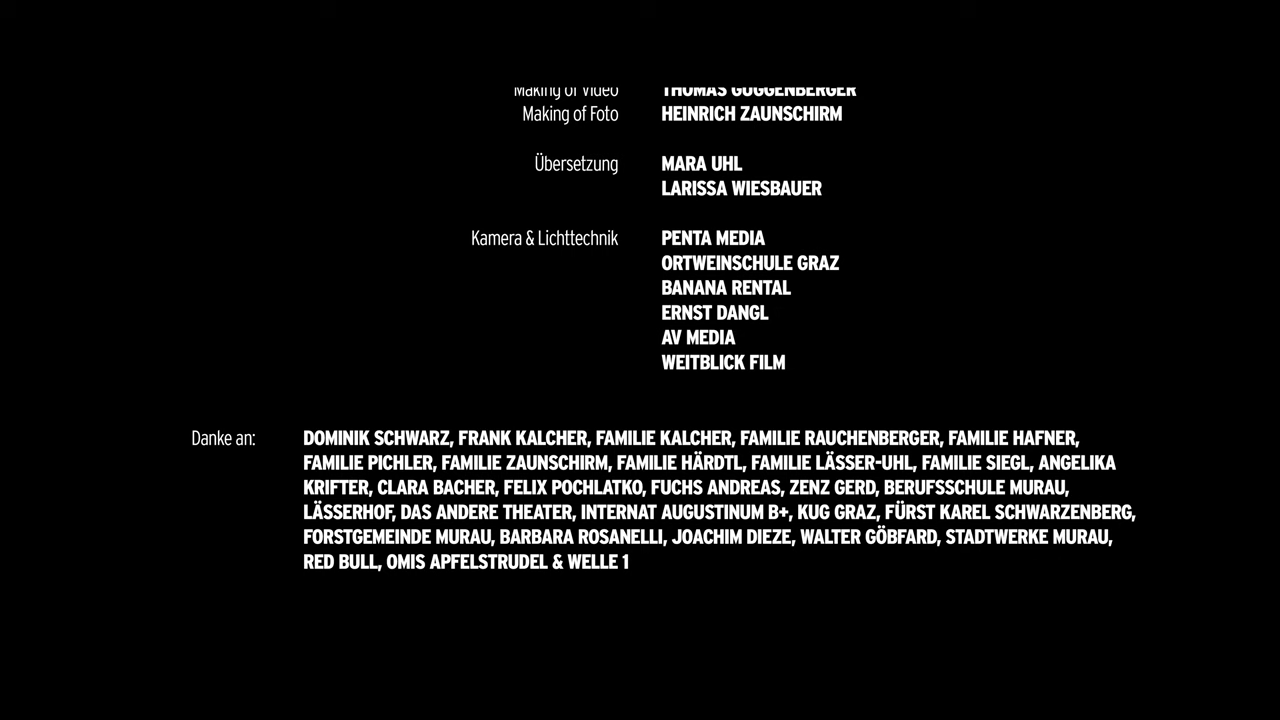 Making of Video THOMAS GUGGENBERGER
Making of Foto HEINRICH ZAUNSCHIRM
Übersetzung MARA UHL
LARISSA WIESBAUER
Kamera & Lichttechnik PENTA MEDIA
ORTWEINSCHULE GRAZ
BANANA RENTAL
ERNST DANGL
AV MEDIA
WEITBLICK FILM
Danke an: DOMINIK SCHWARZ, FRANK KALCHER, FAMILIE KALCHER, FAMILIE RAUCHENBERGER, FAMILIE HAFNER,
FAMILIE PICHLER, FAMILIE ZAUNSCHIRM, FAMILIE HÄRDTL, FAMILIE LÄSSER-UHL, FAMILIE SIEGL, ANGELIKA
KRIFTER, CLARA BACHER, FELIX POCHLATKO, FUCHS ANDREAS, ZENZ GERD, BERUFSSCHULE MURAU,
LÄSSERHOF, DAS ANDERE THEATER, INTERNAT AUGUSTINUM B+, KUG GRAZ, FÜRST KAREL SCHWARZENBERG,
FORSTGEMEINDE MURAU, BARBARA ROSANELLI, JOACHIM DIEZE, WALTER GÖBFARD, STADTWERKE MURAU,
RED BULL, OMIS APFELSTRUDEL & WELLE 1